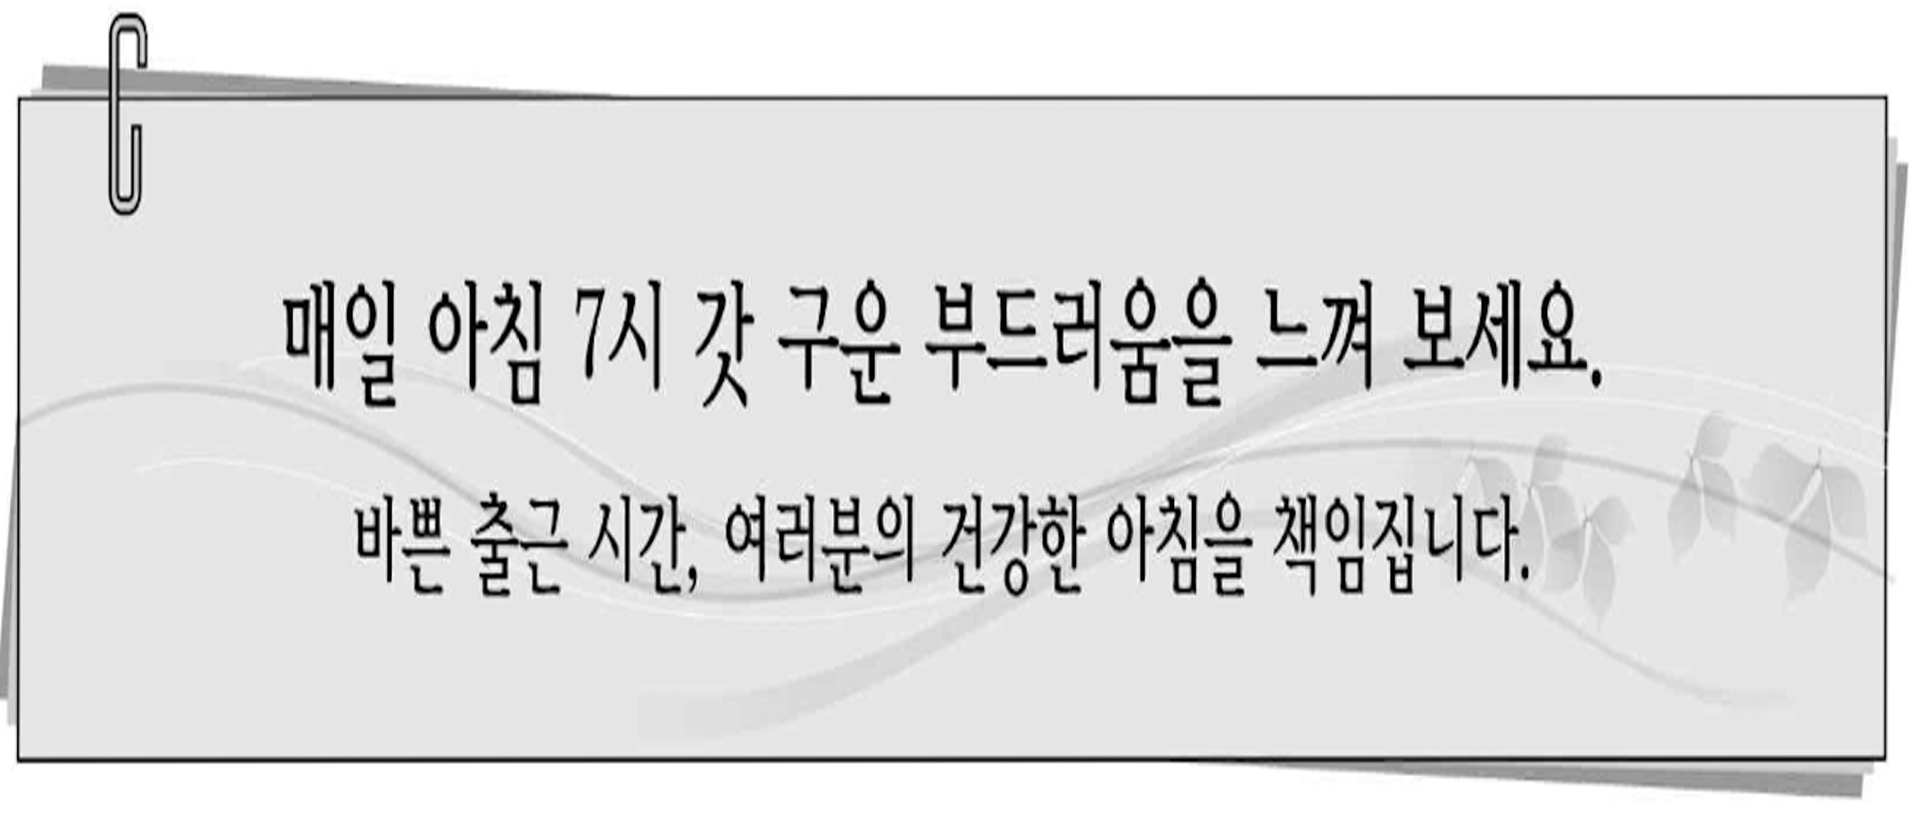 매일 아침 7시 갓 구운 부드러움을 느껴 보세요.
바쁜 출근 시간, 여러분의 건강한 아침을 책임집니다.